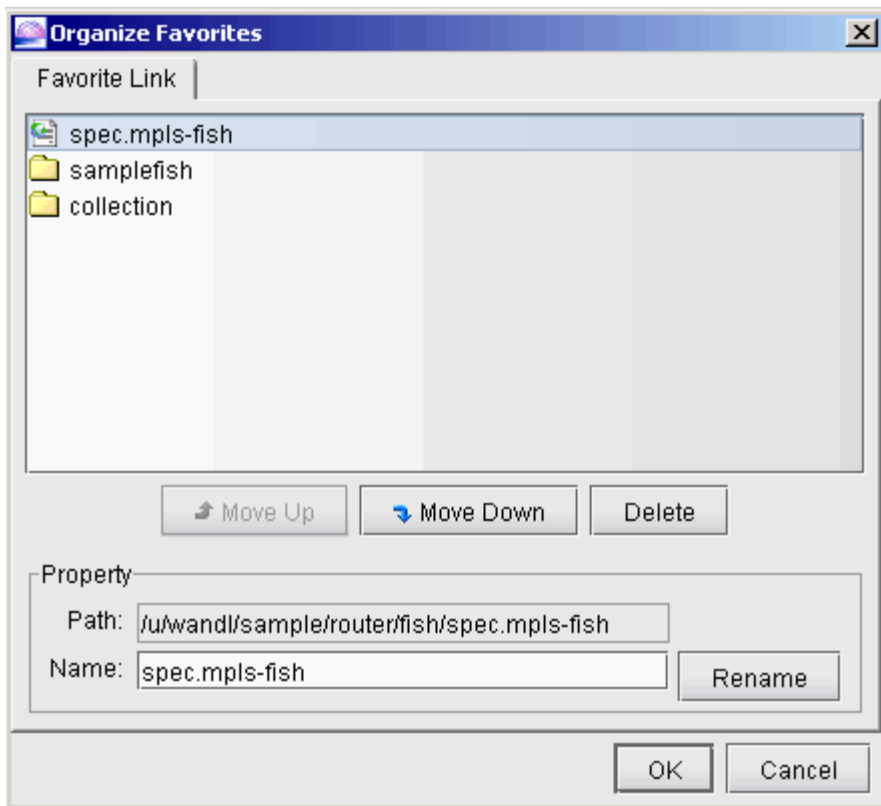 Organize Favorites
Favorite Link
spec.mpls-fish
samplefish
collection
Move Up Move Down Delete
Property
Path: /u/wandl/sample/router/fish/spec.mpls-fish
Name: spec.mpls-fish Rename
OK Cancel